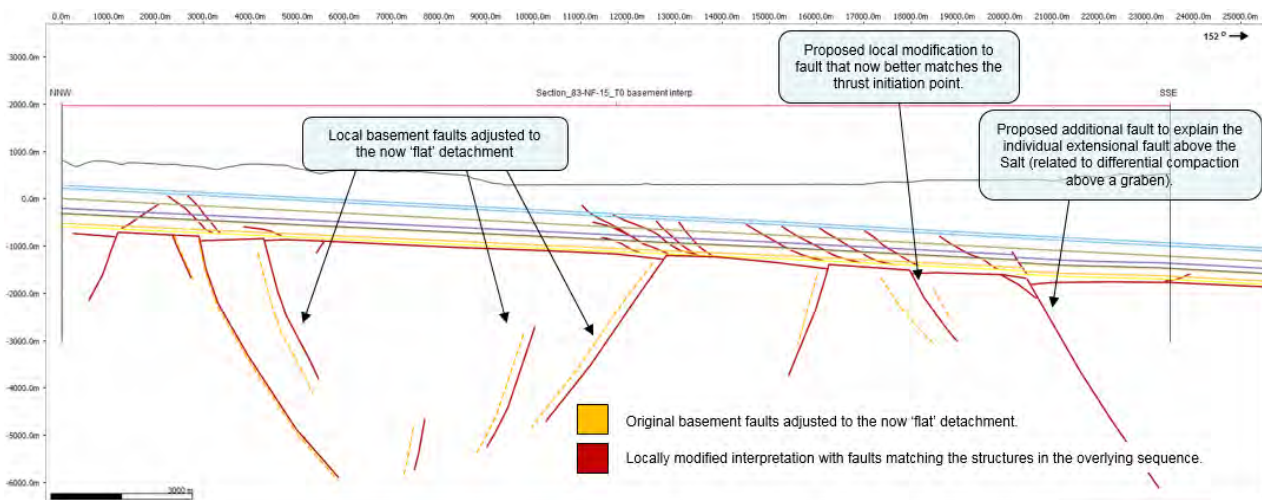 0.0m 1000.0m 2000.0m 3000.0m 4000.0m 5000.0m 6000.0m 7000.0m 8000.0m 9000.0m 10000.0m 11000.0m 12000.0m 13000.0m 14000.0m 15000.0m 16000.0m 17000.0m 18000.0m 19000.0m 20000.0m 21000.0m 22000.0m 23000.0m 24000.0m 25000.0m
152 °
3000.0m
2000.0m
1000.0m
0.0m
-1000.0m
-2000.0m
-3000.0m
-4000.0m
-5000.0m
-6000.0m
NNW
Section_83-NF-15_T0 basement interp
SSE
Proposed local modification to
fault that now better matches the
thrust initiation point.
Local basement faults adjusted to
the now ‘flat’ detachment
Proposed additional fault to explain the
individual extensional fault above the
Salt (related to differential compaction
above a graben).
Original basement faults adjusted to the now ‘flat’ detachment.
Locally modified interpretation with faults matching the structures in the overlying sequence.
3000 m